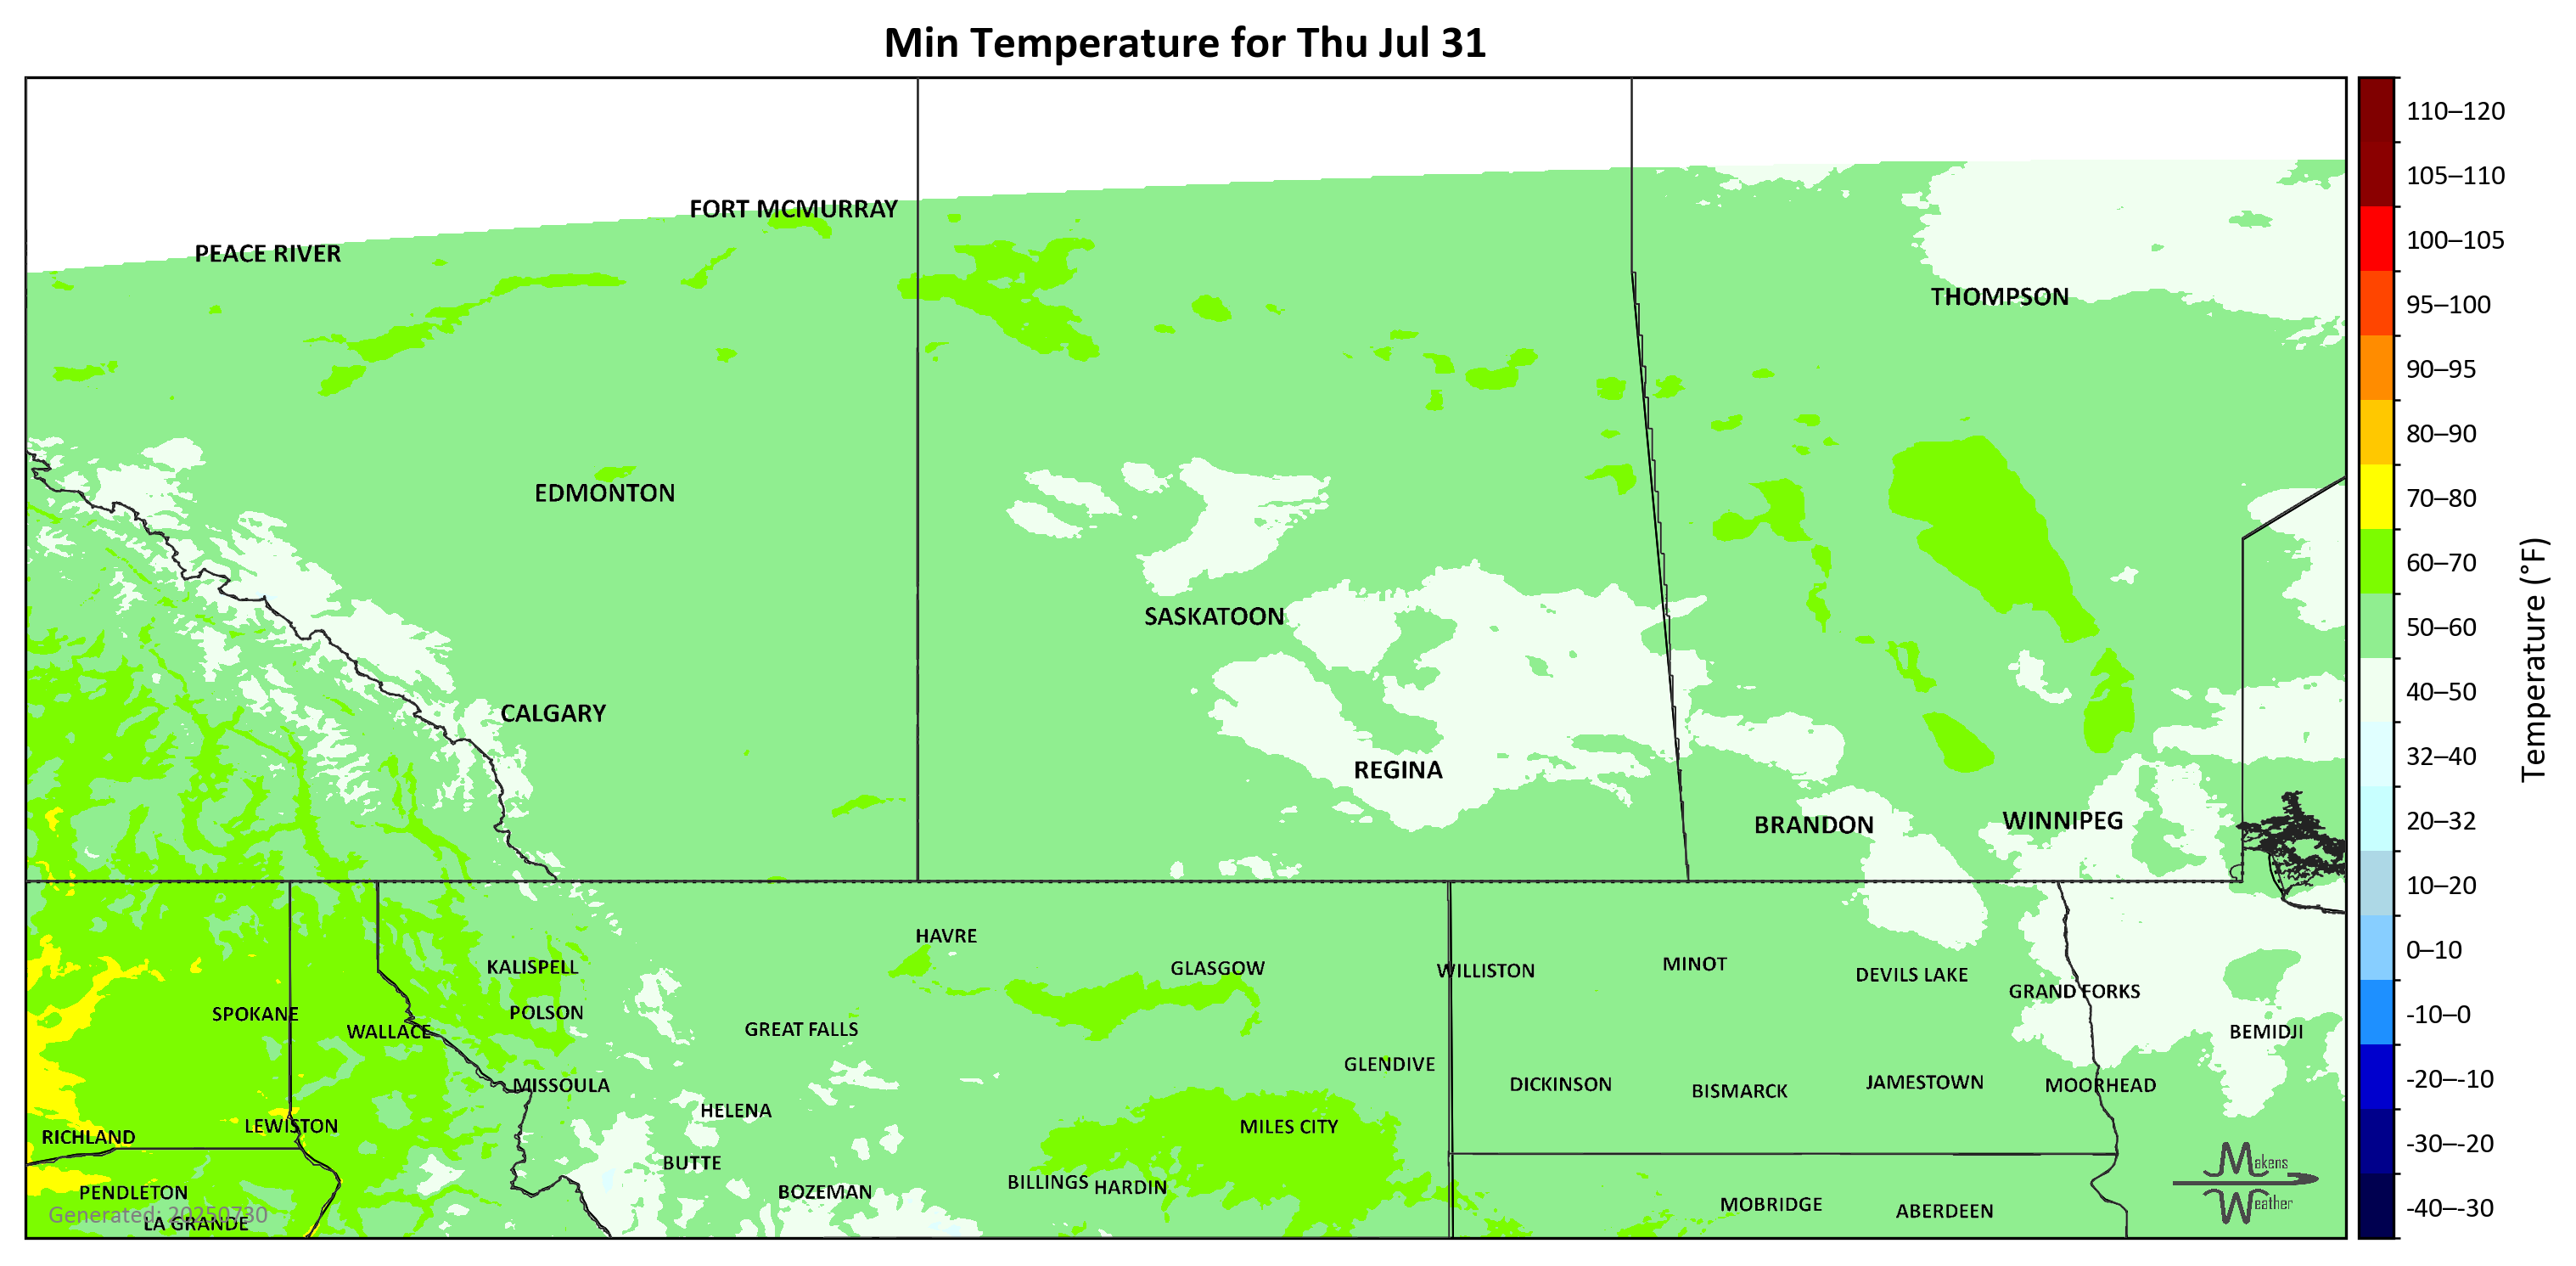 Min Temperature for Thu Jul 31
FORT MCMURRAY
PEACE RIVER
THOMPSON
EDMONTON
SASKATOON
CALGARY
REGINA
BRANDON
WINNIPEG
HAVRE
KALISPELL
GLASGOW
WILLISTON
MINOT
DEVILS LAKE
GRAND FORKS
SPOKANE
POLSON
WALLACE
GREAT FALLS
BEMIDJI
GLENDIVE
MISSOULA
DICKINSON
BISMARCK
JAMESTOWN
MOORHEAD
HELENA
LEWISTON
MILES CITY
RICHLAND
BUTTE
BILLINGS
HARDIN
PENDLETON
BOZEMAN
MOBRIDGE
ABERDEEN
Generated: 20250730
LA GRANDE
Makens
Weather
110–120
105–110
100–105
95–100
90–95
80–90
70–80
60–70
50–60
40–50
32–40
20–32
10–20
0–10
-10–0
-20–-10
-30–-20
-40–-30
Temperature (°F)